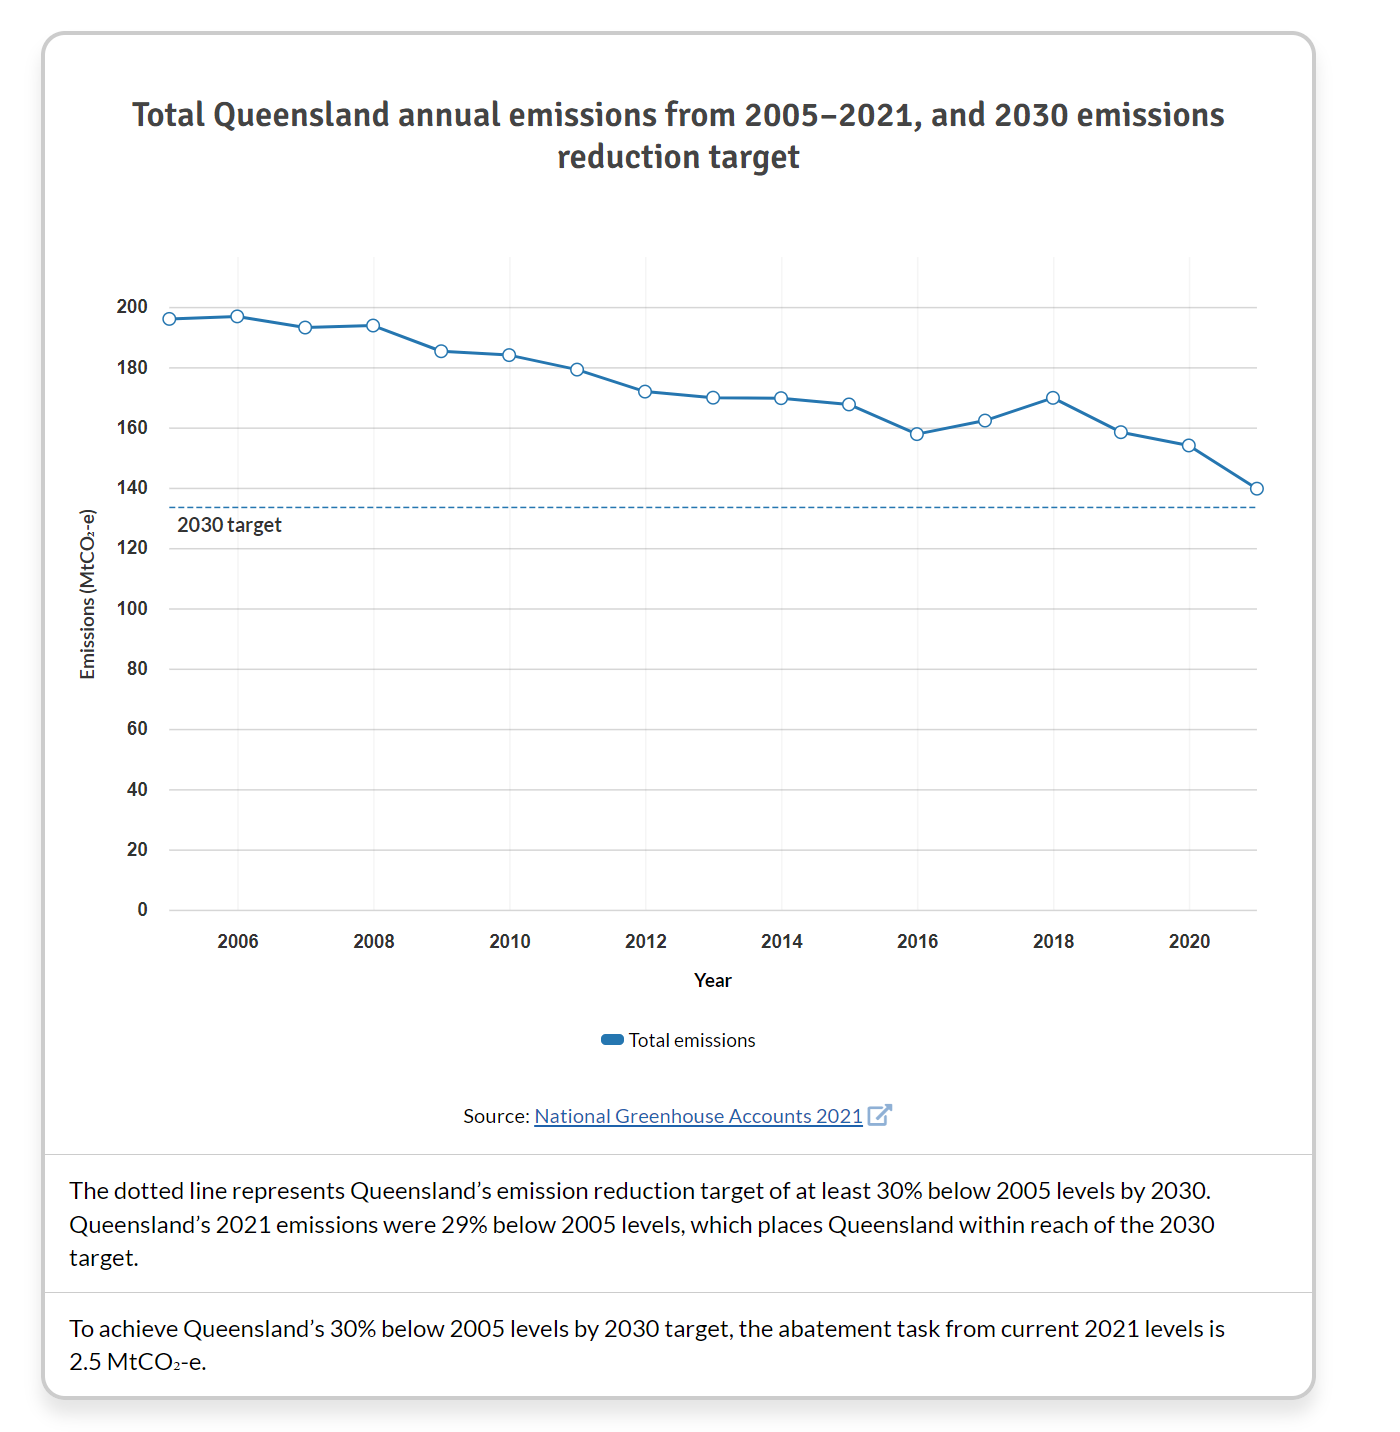 Total Queensland annual emissions from 2005–2021, and 2030 emissions
reduction target
200
180
160
140
2030 target
120
100
80
60
40
20
0
Emissions (MtCO₂-e)
2006 2008 2010 2012 2014 2016 2018 2020
Year
Total emissions
Source: National Greenhouse Accounts 2021
The dotted line represents Queensland’s emission reduction target of at least 30% below 2005 levels by 2030.
Queensland’s 2021 emissions were 29% below 2005 levels, which places Queensland within reach of the 2030
target.
To achieve Queensland’s 30% below 2005 levels by 2030 target, the abatement task from current 2021 levels is
2.5 MtCO₂-e.